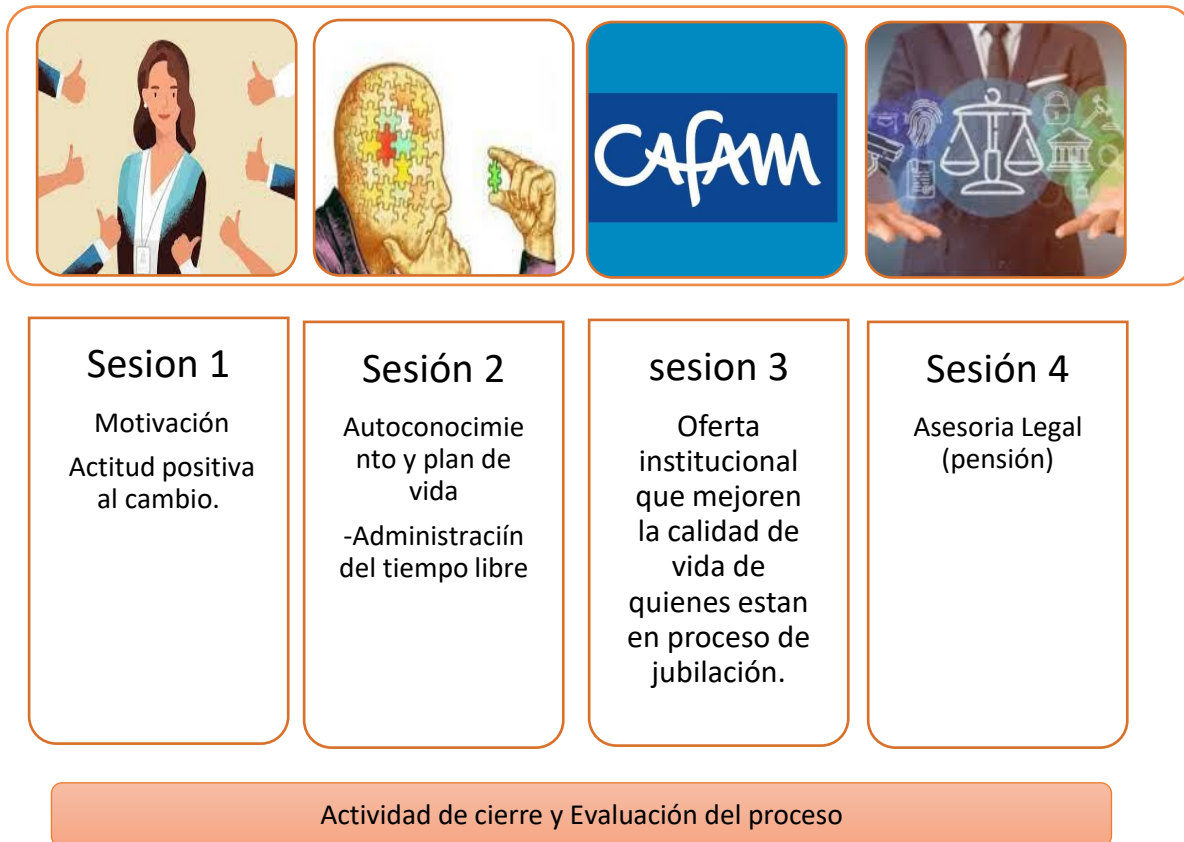 CAFAM
Sesion 1
Motivación
Actitud positiva
al cambio.
Sesión 2
Autoconocimie
nto y plan de
vida
-Administraciín
del tiempo libre
sesion 3
Oferta
institucional
que mejoren
la calidad de
vida de
quienes estan
en proceso de
jubilación.
Sesión 4
Asesoria Legal
(pensión)
Actividad de cierre y Evaluación del proceso